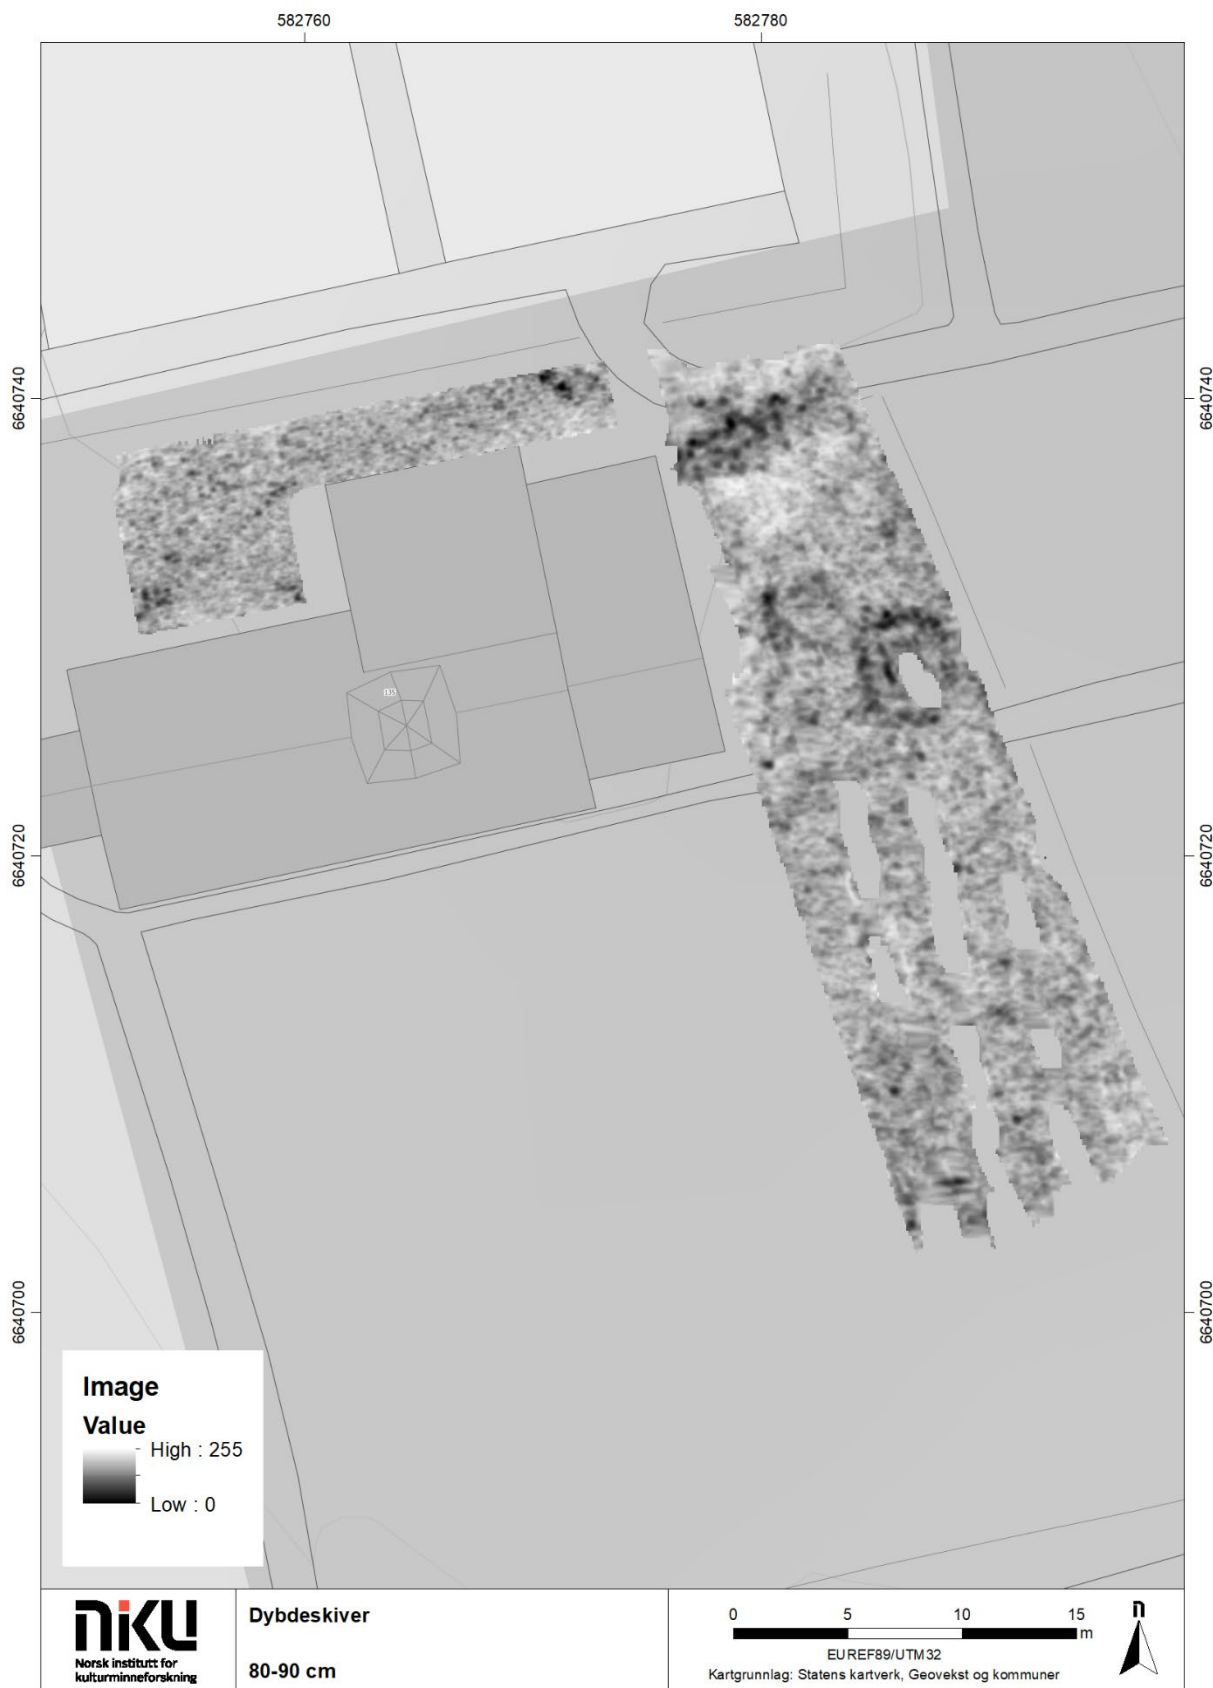 582760
582780
6640740
6640740
6640720
6640720
6640700
6640700
135
Image
Value
High : 255
Low : 0
NIKU
Norsk institutt for
kulturminneforskning
Dybdeskiver
80-90 cm
0 5 10 15
m
EUREF89/UTM32
Kartgrunnlag: Statens kartverk, Geovekst og kommuner
n